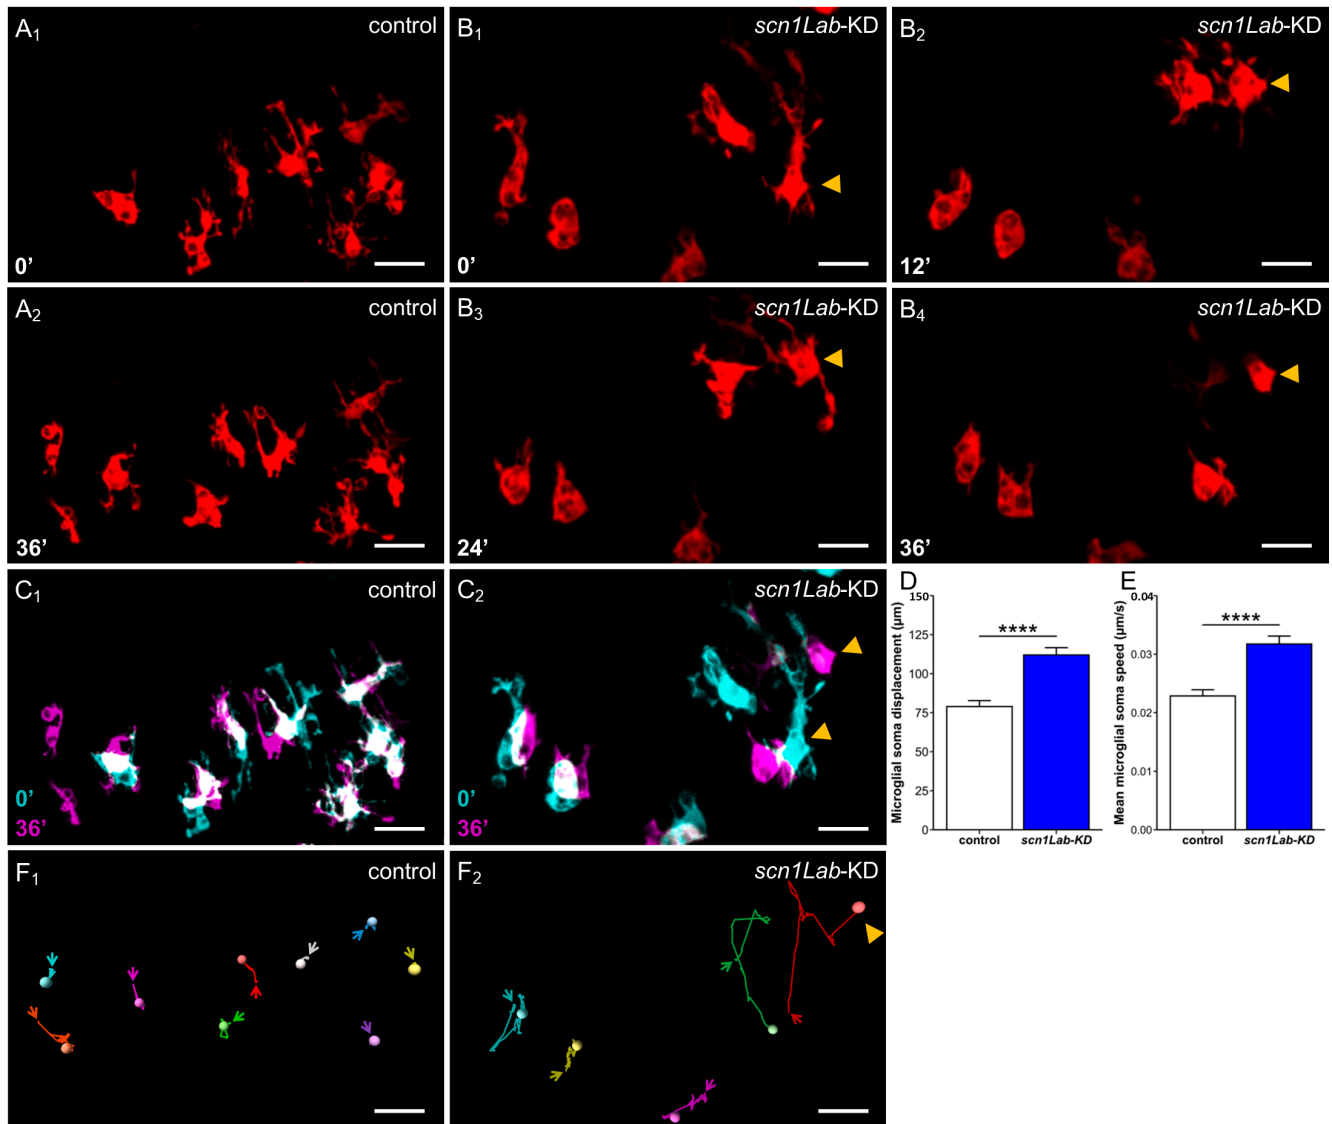 A1 control
0’
B1 scn1Lab-KD
0’
B2 scn1Lab-KD
12’
A2 control
36’
B3 scn1Lab-KD
24’
B4 scn1Lab-KD
36’
C1 control
0’
36’
C2 scn1Lab-KD
0’
36’
D
Microglial soma displacement (µm)
150
125
100
75
50
25
0
****
control scn1Lab-KD
E
Mean microglial soma speed (µm/s)
0.04
0.03
0.02
0.01
0.00
****
control scn1Lab-KD
F1 control
F2 scn1Lab-KD